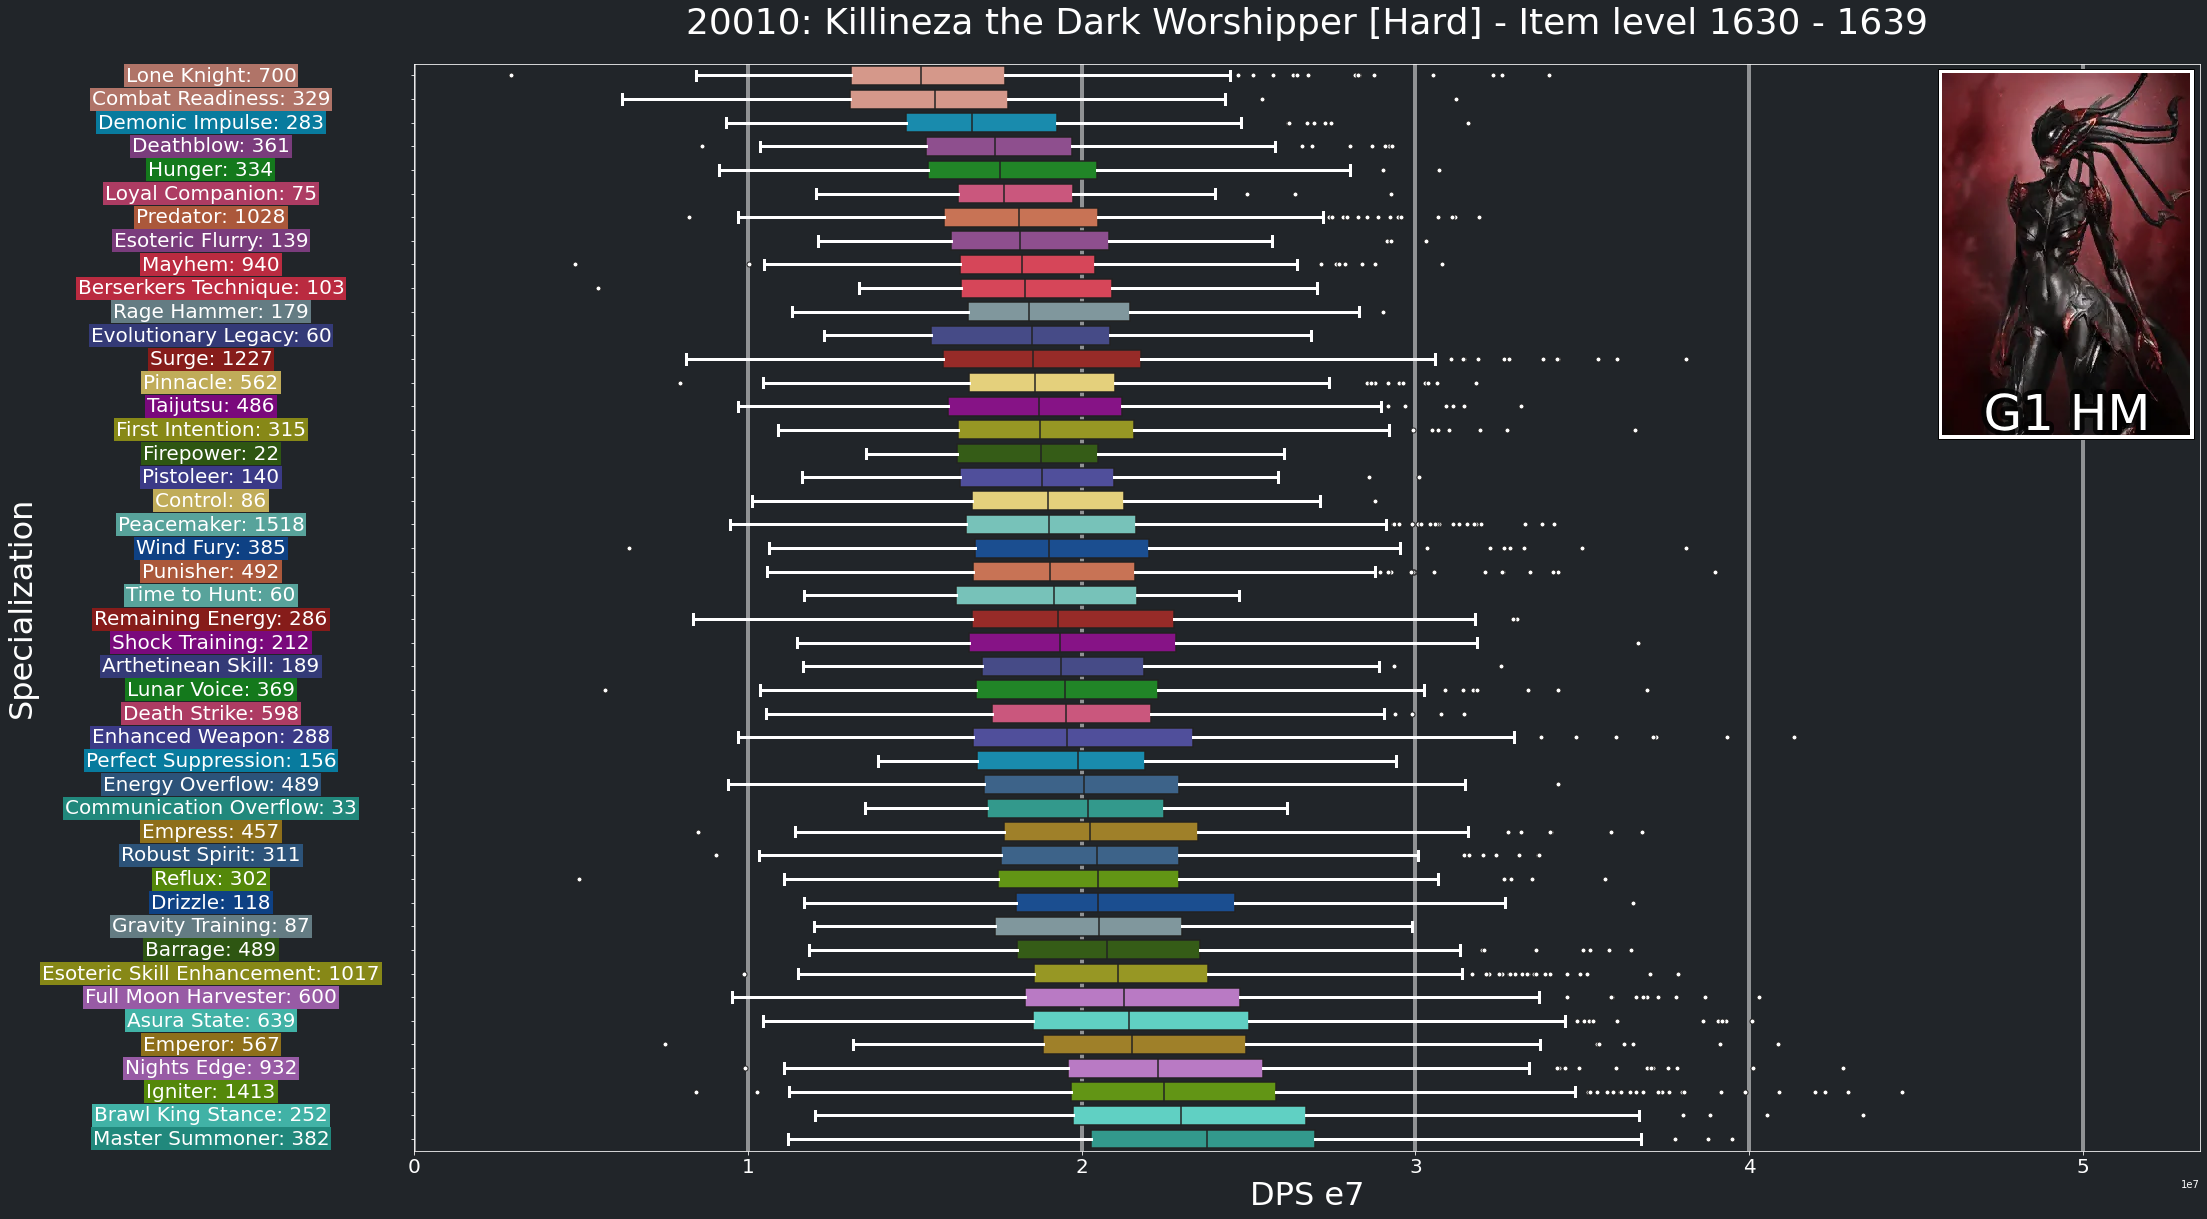 20010: Killineza the Dark Worshipper [Hard] - Item level 1630 - 1639
Lone Knight: 700
Combat Readiness: 329
Demonic Impulse: 283
Deathblow: 361
Hunger: 334
Loyal Companion: 75
Predator: 1028
Esoteric Flurry: 139
Mayhem: 940
Berserkers Technique: 103
Rage Hammer: 179
Evolutionary Legacy: 60
Surge: 1227
Pinnacle: 562
Taijutsu: 486
First Intention: 315
Firepower: 22
Pistoleer: 140
Control: 86
Peacemaker: 1518
Wind Fury: 385
Punisher: 492
Time to Hunt: 60
Remaining Energy: 286
Shock Training: 212
Arthetinean Skill: 189
Lunar Voice: 369
Death Strike: 598
Enhanced Weapon: 288
Perfect Suppression: 156
Energy Overflow: 489
Communication Overflow: 33
Empress: 457
Robust Spirit: 311
Reflux: 302
Drizzle: 118
Gravity Training: 87
Barrage: 489
Esoteric Skill Enhancement: 1017
Full Moon Harvester: 600
Asura State: 639
Emperor: 567
Nights Edge: 932
Igniter: 1413
Brawl King Stance: 252
Master Summoner: 382
Specialization
G1 HM
0 1 2 3 4 5
1e7
DPS e7